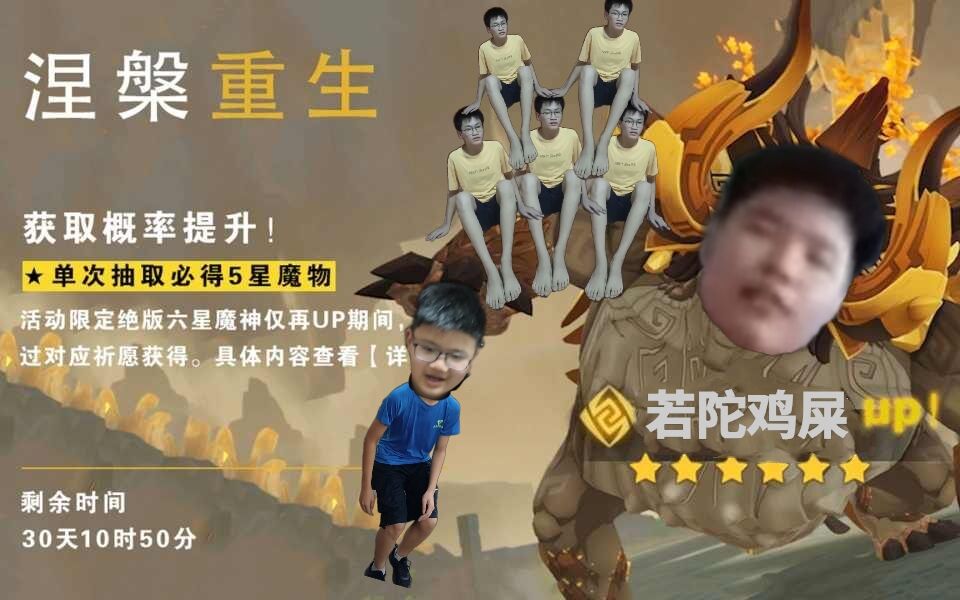 涅槃重生
获取概率提升！
★单次抽取必得5星魔物
活动限定绝版六星魔神仅再UP期间，
过对应祈愿获得。具体内容查看【详
若陀鸡屎 up！
剩余时间
30天10时50分